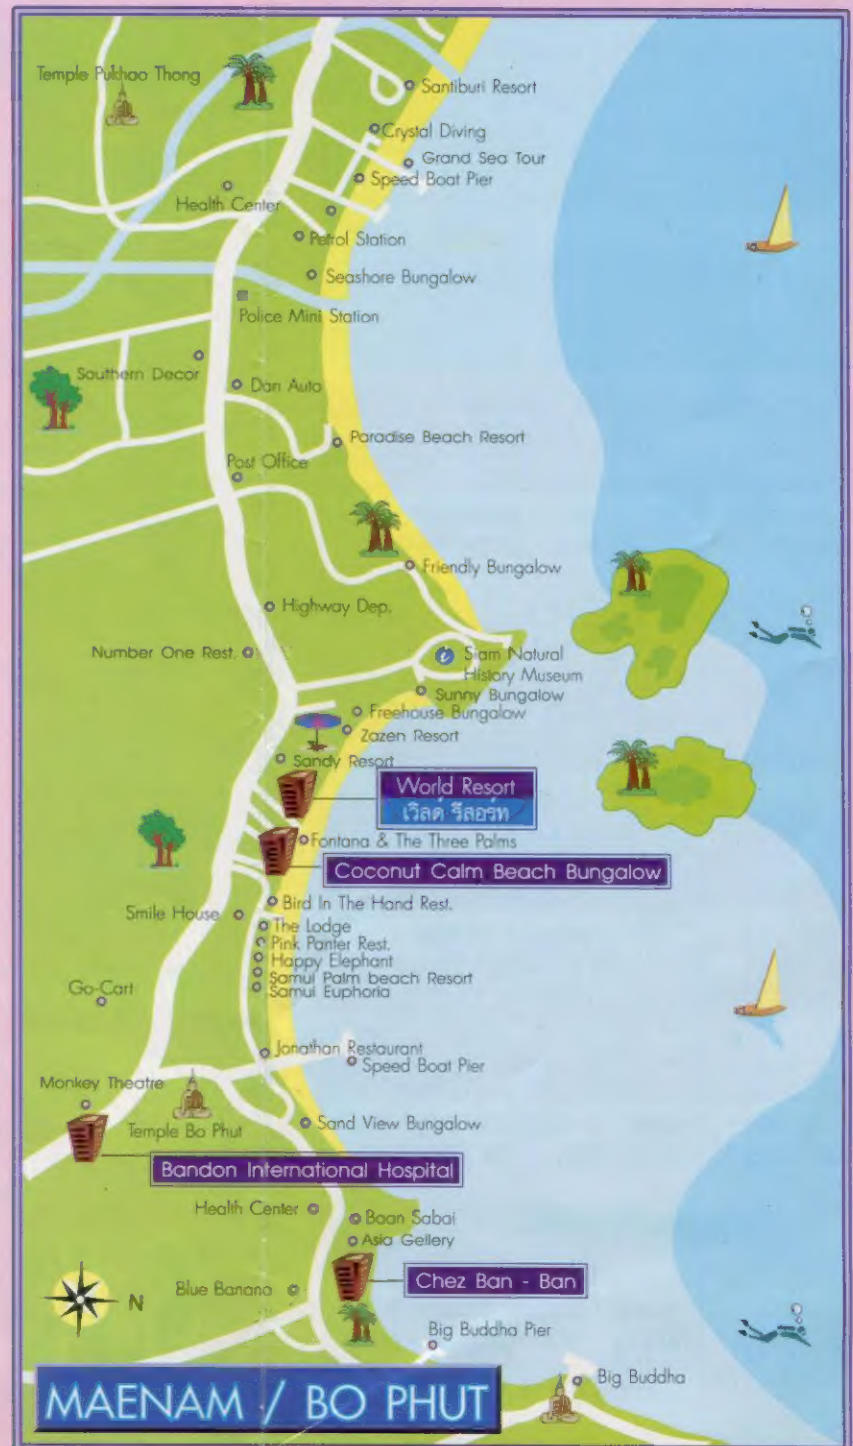 Temple Pukhao Thong
Santiburi Resort
Crystal Diving
Grand Sea Tour
Speed Boat Pier
Health Center
Petrol Station
Seashore Bungalow
Police Mini Station
Southern Decor
Dan Auto
Paradise Beach Resort
Post Office
Friendly Bungalow
Highway Dep.
Number One Rest.
i
Siam Natural
History Museum
Sunny Bungalow
Freehouse Bungalow
Zazen Resort
Sandy Resort
World Resort
เวิลด์ รีสอร์ท
Fontana & The Three Palms
Coconut Calm Beach Bungalow
Bird In The Hand Rest.
Smile House
The Lodge
Pink Panter Rest.
Happy Elephant
Samui Palm beach Resort
Samui Euphoria
Go-Cart
Jonathan Restaurant
Speed Boat Pier
Monkey Theatre
Temple Bo Phut
Sand View Bungalow
Bandon International Hospital
Health Center
Baan Sabai
Asia Gellery
Chez Ban - Ban
Blue Banana
N
Big Buddha Pier
Big Buddha
MAENAM / BO PHUT